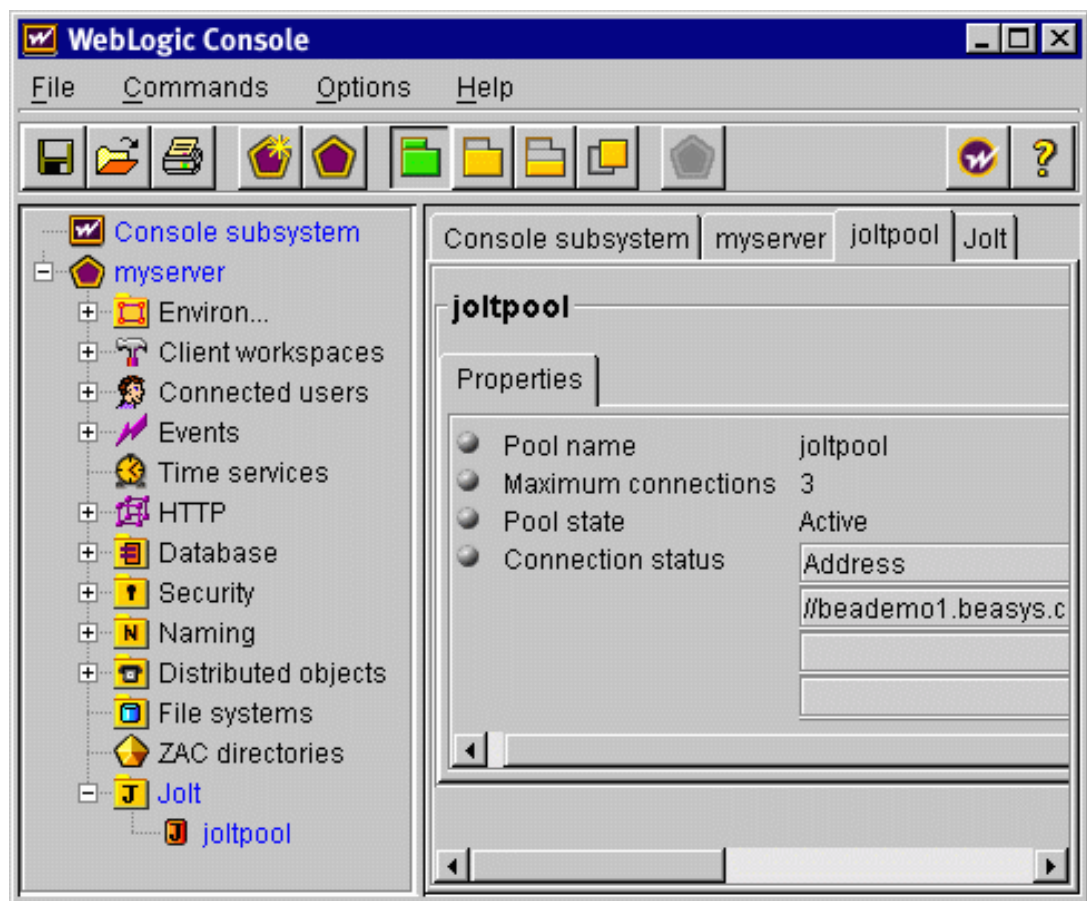 WebLogic Console
File Commands Options Help
Console subsystem
myserver
Environ...
Client workspaces
Connected users
Events
Time services
HTTP
Database
Security
Naming
Distributed objects
File systems
ZAC directories
Jolt
joltpool
Console subsystem myserver joltpool Jolt
joltpool
Properties
Pool name joltpool
Maximum connections 3
Pool state Active
Connection status Address
//beademo1.beasys.c